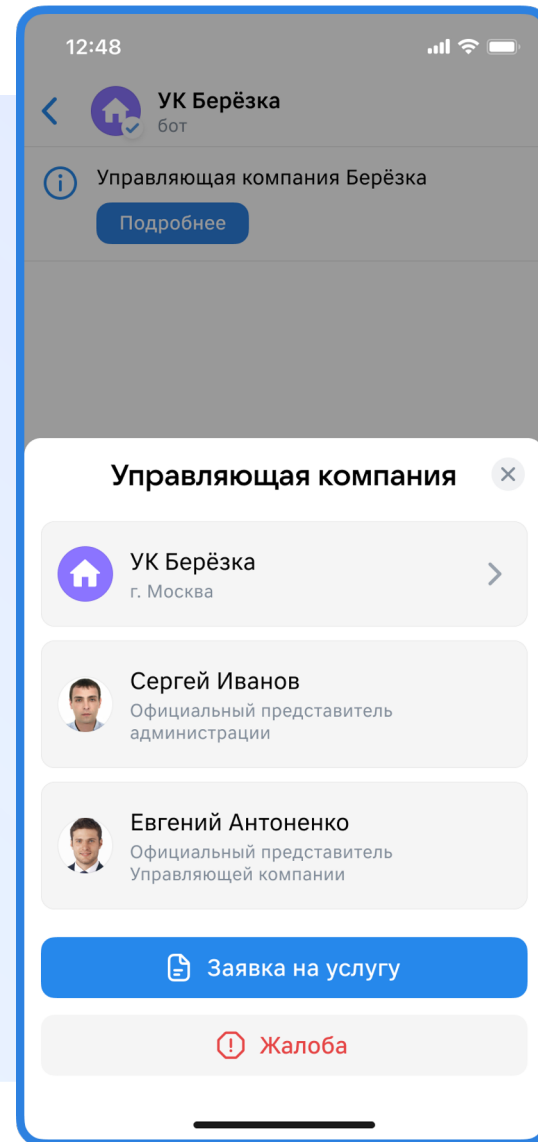 12:48
УК Берёзка
бот
Управляющая компания Берёзка
Подробнее
Управляющая компания
УК Берёзка
г. Москва
Сергей Иванов
Официальный представитель
администрации
Евгений Антоненко
Официальный представитель
Управляющей компании
Заявка на услугу
Жалоба